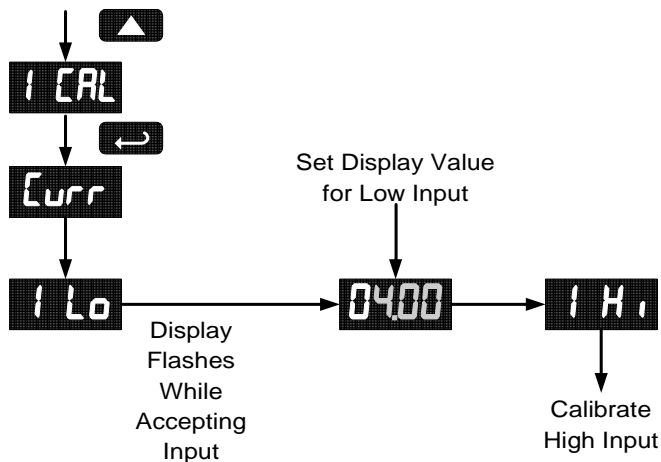 1 CAL
Curr
1 Lo
Display
Flashes
While
Accepting
Input
Set Display Value
for Low Input
04.00
1 Hi
Calibrate
High Input